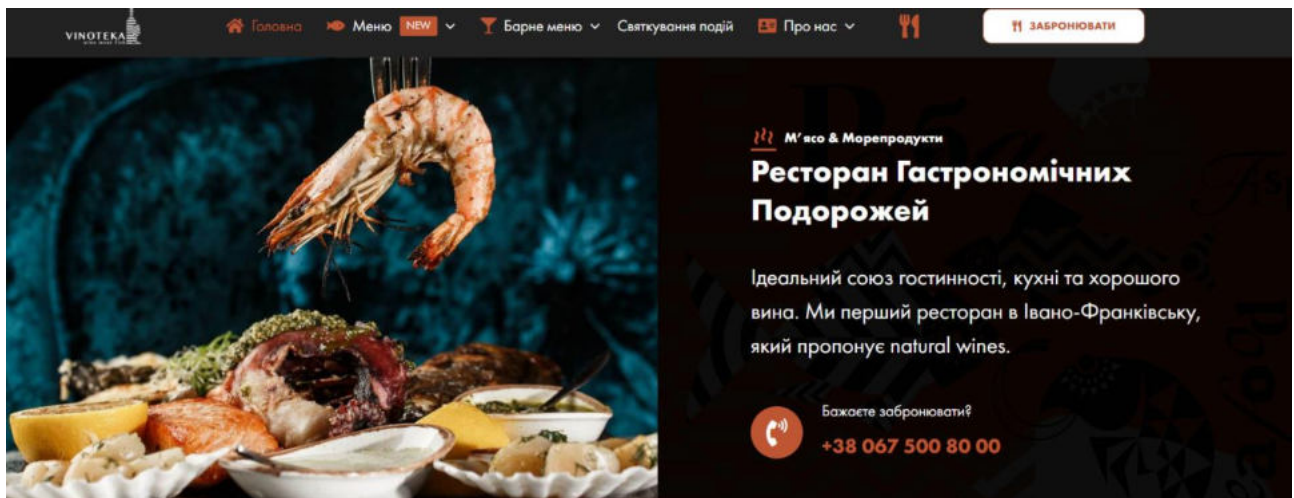 VINOTEKA
Головна Меню NEW Барне меню Святкування подій Про нас ЗАБРОНЮВАТИ
М'ясо & Морепродукти
Ресторан Гастрономічних
Подорожей
Ідеальний союз гостинності, кухні та хорошого
вина. Ми перший ресторан в Івано-Франківську,
який пропонує natural wines.
Бажаєте забронювати?
+38 067 500 80 00